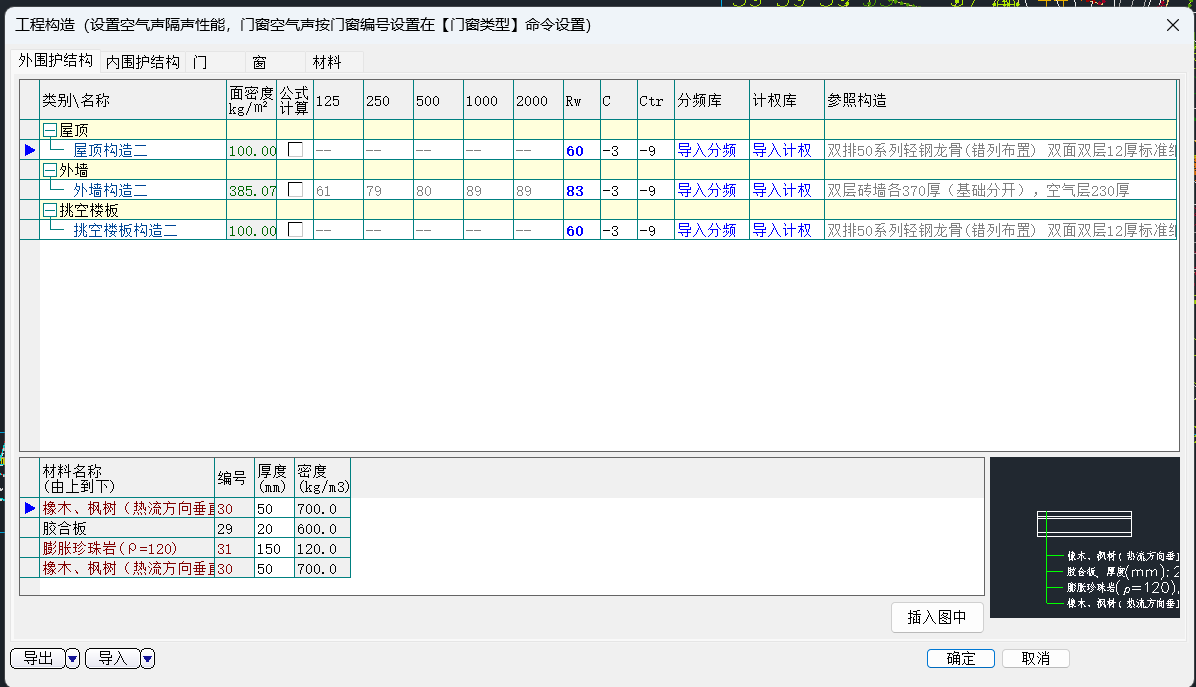 工程构造（设置空气声隔声性能，门窗空气声按门窗编号设置在【门窗类型】命令设置）
外围护结构 内围护结构 门 窗 材料
类别\名称 面密度 kg/m² 公式计算 125 250 500 1000 2000 Rw C Ctr 分频库 计权库 参照构造
屋顶
屋顶构造二 100.00 -- -- -- -- -- 60 -3 -9 导入分频 导入计权 双排50系列轻钢龙骨(错列布置) 双面双层12厚标准纸
外墙
外墙构造二 385.07 61 79 80 89 89 83 -3 -9 导入分频 导入计权 双层砖墙各370厚（基础分开），空气层230厚
挑空楼板
挑空楼板构造二 100.00 -- -- -- -- -- 60 -3 -9 导入分频 导入计权 双排50系列轻钢龙骨(错列布置) 双面双层12厚标准纸
材料名称（由上到下） 编号 厚度(mm) 密度(kg/m3)
橡木、枫树（热流方向垂直 30 50 700.0
胶合板 29 20 600.0
膨胀珍珠岩(ρ=120) 31 150 120.0
橡木、枫树（热流方向垂直 30 50 700.0
橡木、枫树(热流方向垂直
胶合板、厚度(mm):2
膨胀珍珠岩(ρ=120),
橡木、枫树(热流方向垂直
插入图中
导出 导入 确定 取消